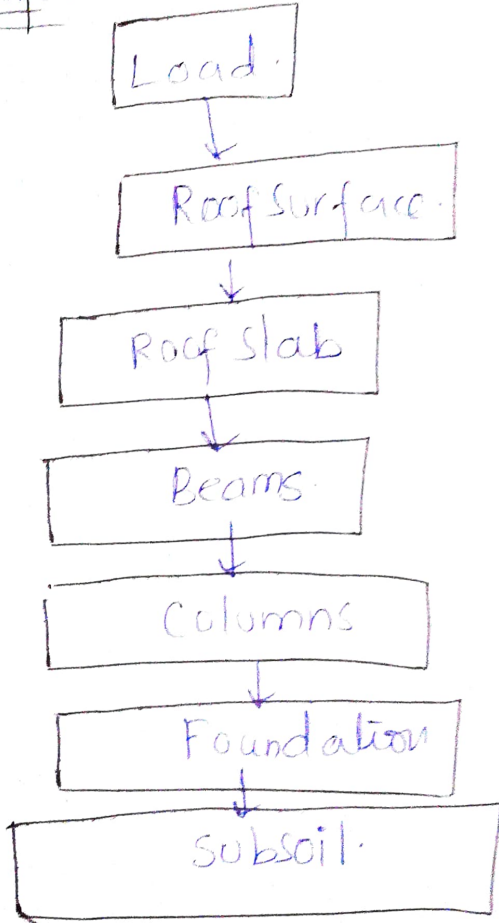 Load.
Roof Surface.
Roof Slab
Beams.
Columns
Foundation
Subsoil.